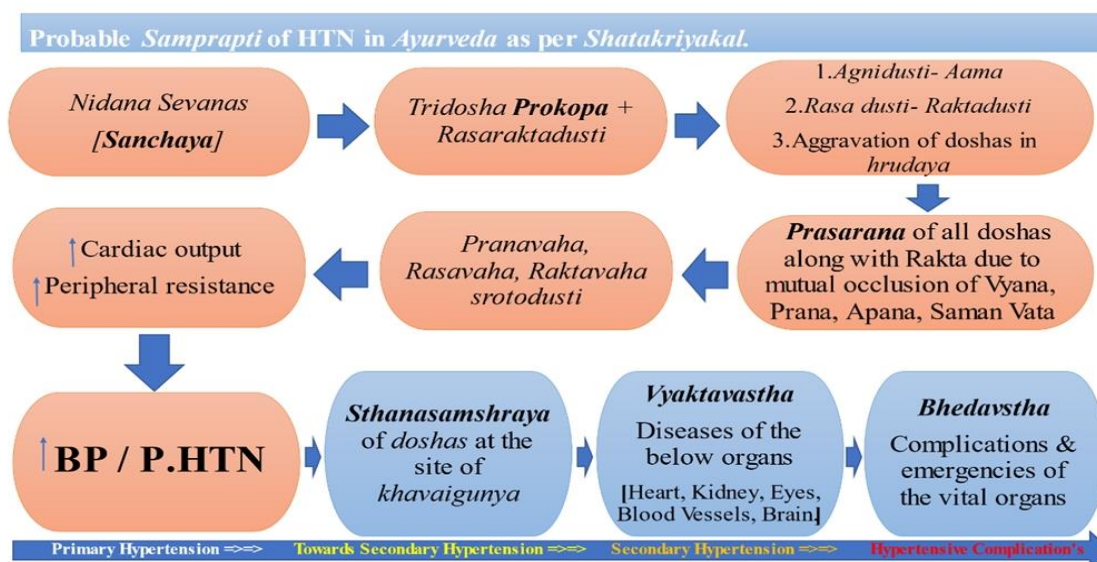 Probable Samprapti of HTN in Ayurveda as per Shatakriyakal.
Nidana Sevanas
[Sanchaya]
Tridosha Prokopa +
Rasaraktadusti
1.Agnidusti- Aama
2.Rasa dusti- Raktadusti
3.Aggravation of doshas in
hrudaya
Prasarana of all doshas
along with Rakta due to
mutual occlusion of Vyana,
Prana, Apana, Saman Vata
Pranavaha,
Rasavaha, Raktavaha
srotodusti
↑Cardiac output
↑Peripheral resistance
↑BP / P.HTN
Sthanasamshraya
of doshas at the
site of
khavaigunya
Vyaktavastha
Diseases of the
below organs
[Heart, Kidney, Eyes,
Blood Vessels, Brain.]
Bhedavstha
Complications &
emergencies of
the vital organs
Primary Hypertension =>=> Towards Secondary Hypertension =>=> Secondary Hypertension =>=> Hypertensive Complication's